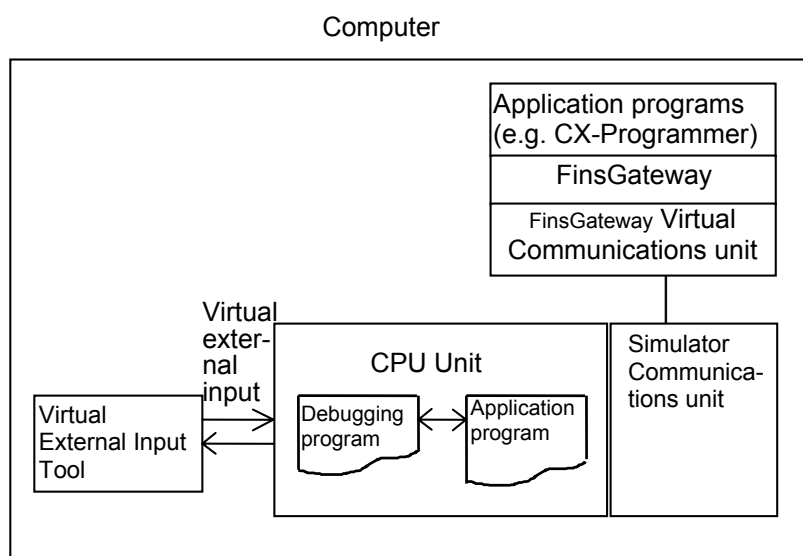 Computer
Application programs
(e.g. CX-Programmer)
FinsGateway
FinsGateway Virtual
Communications unit
Virtual
exter-
nal
input
CPU Unit
Simulator
Communica-
tions unit
Virtual
External Input
Tool
Debugging
program
Application
program